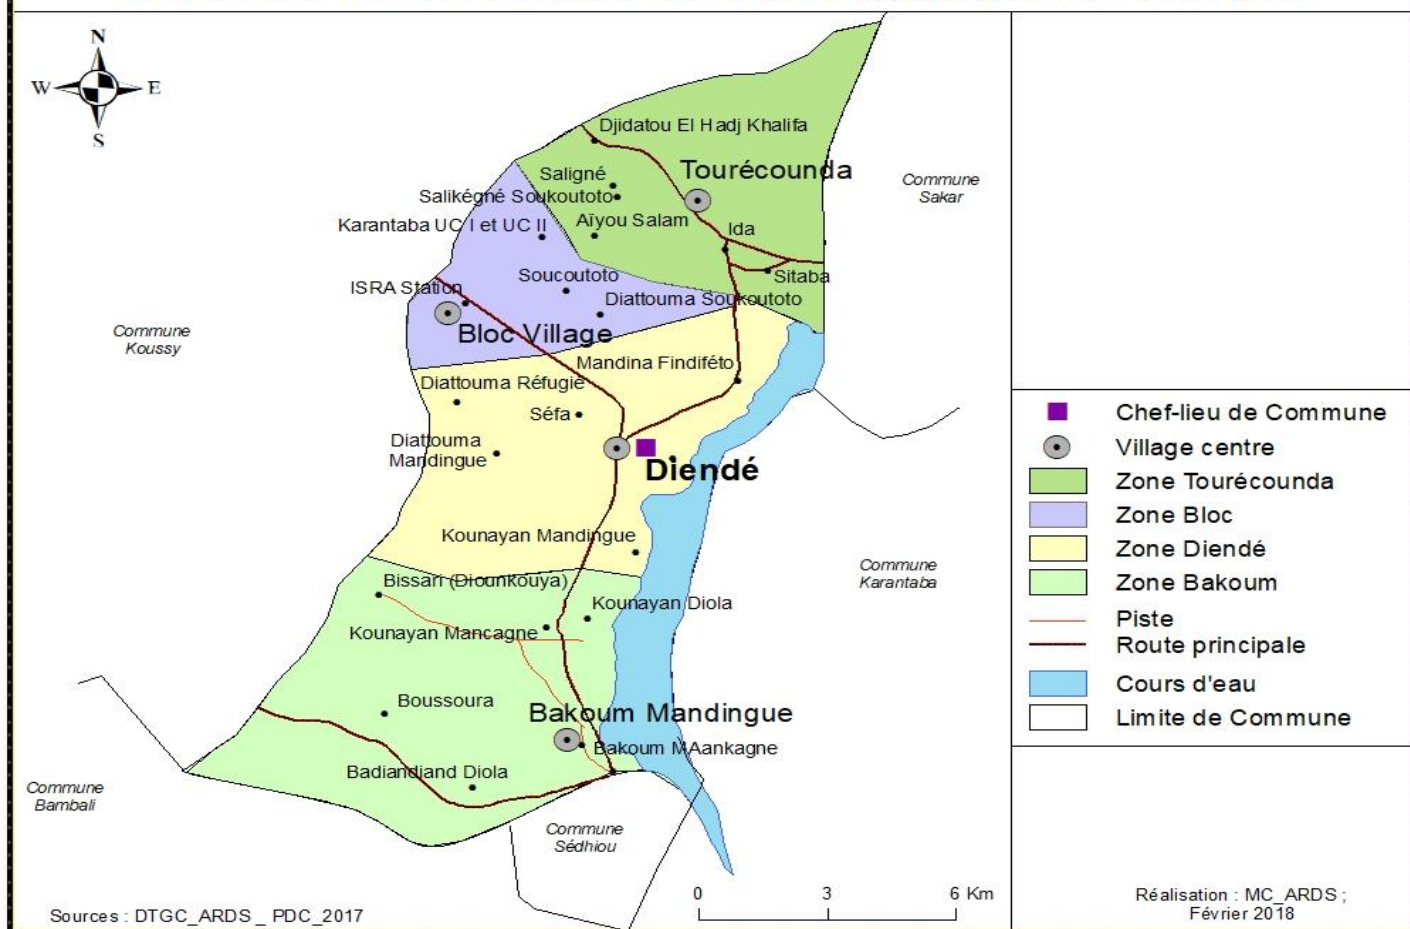 N
W
E
S
Djidatou El Hadj Khalifa
Tourécounda
Saligné
Salikégné Soukoutoto
Karantaba UC I et UC II
Aïyou Salam
Ida
Commune
Sakar
Soucoutoto
Sitaba
ISRA Station
Diattouma Soukoutoto
Bloc Village
Commune
Koussy
Mandina Findiféto
Diattouma Réfugie
Séfa
Diattouma
Mandingue
Diendé
Kounayan Mandingue
Commune
Karantaba
Bissari (Diounkouya)
Kounayan Diola
Kounayan Mancagne
Boussoura
Bakoum Mandingue
Bakoum MAankagne
Badiandiand Diola
Commune
Bambali
Commune
Sédhiou
0 3 6 Km
Sources : DTGC_ARDS _ PDC_2017
Chef-lieu de Commune
Village centre
Zone Tourécounda
Zone Bloc
Zone Diendé
Zone Bakoum
Piste
Route principale
Cours d'eau
Limite de Commune
Réalisation : MC_ARDS ;
Février 2018